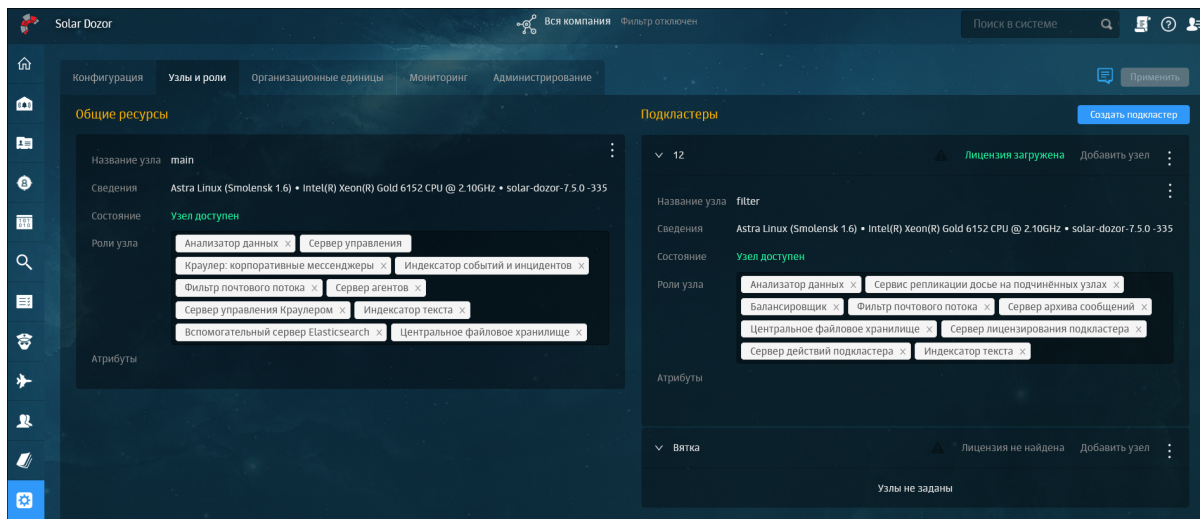 Solar Dozor
Вся компания Фильтр отключен
Поиск в системе
Конфигурация Узлы и роли Организационные единицы Мониторинг Администрирование
Применить
Общие ресурсы
Название узла main
Сведения Astra Linux (Smolensk 1.6) • Intel(R) Xeon(R) Gold 6152 CPU @ 2.10GHz • solar-dozor-7.5.0 -335
Состояние Узел доступен
Роли узла Анализатор данных × Сервер управления
Краулер: корпоративные мессенджеры × Индексатор событий и инцидентов ×
Фильтр почтового потока × Сервер агентов ×
Сервер управления Краулером × Индексатор текста ×
Вспомогательный сервер Elasticsearch × Центральное файловое хранилище ×
Атрибуты
Подкластеры Создать подкластер
12 Лицензия загружена Добавить узел
Название узла filter
Сведения Astra Linux (Smolensk 1.6) • Intel(R) Xeon(R) Gold 6152 CPU @ 2.10GHz • solar-dozor-7.5.0 -335
Состояние Узел доступен
Роли узла Анализатор данных × Сервис репликации досье на подчинённых узлах ×
Балансировщик × Фильтр почтового потока × Сервер архива сообщений ×
Центральное файловое хранилище × Сервер лицензирования подкластера ×
Сервер действий подкластера × Индексатор текста ×
Атрибуты
Вятка Лицензия не найдена Добавить узел
Узлы не заданы